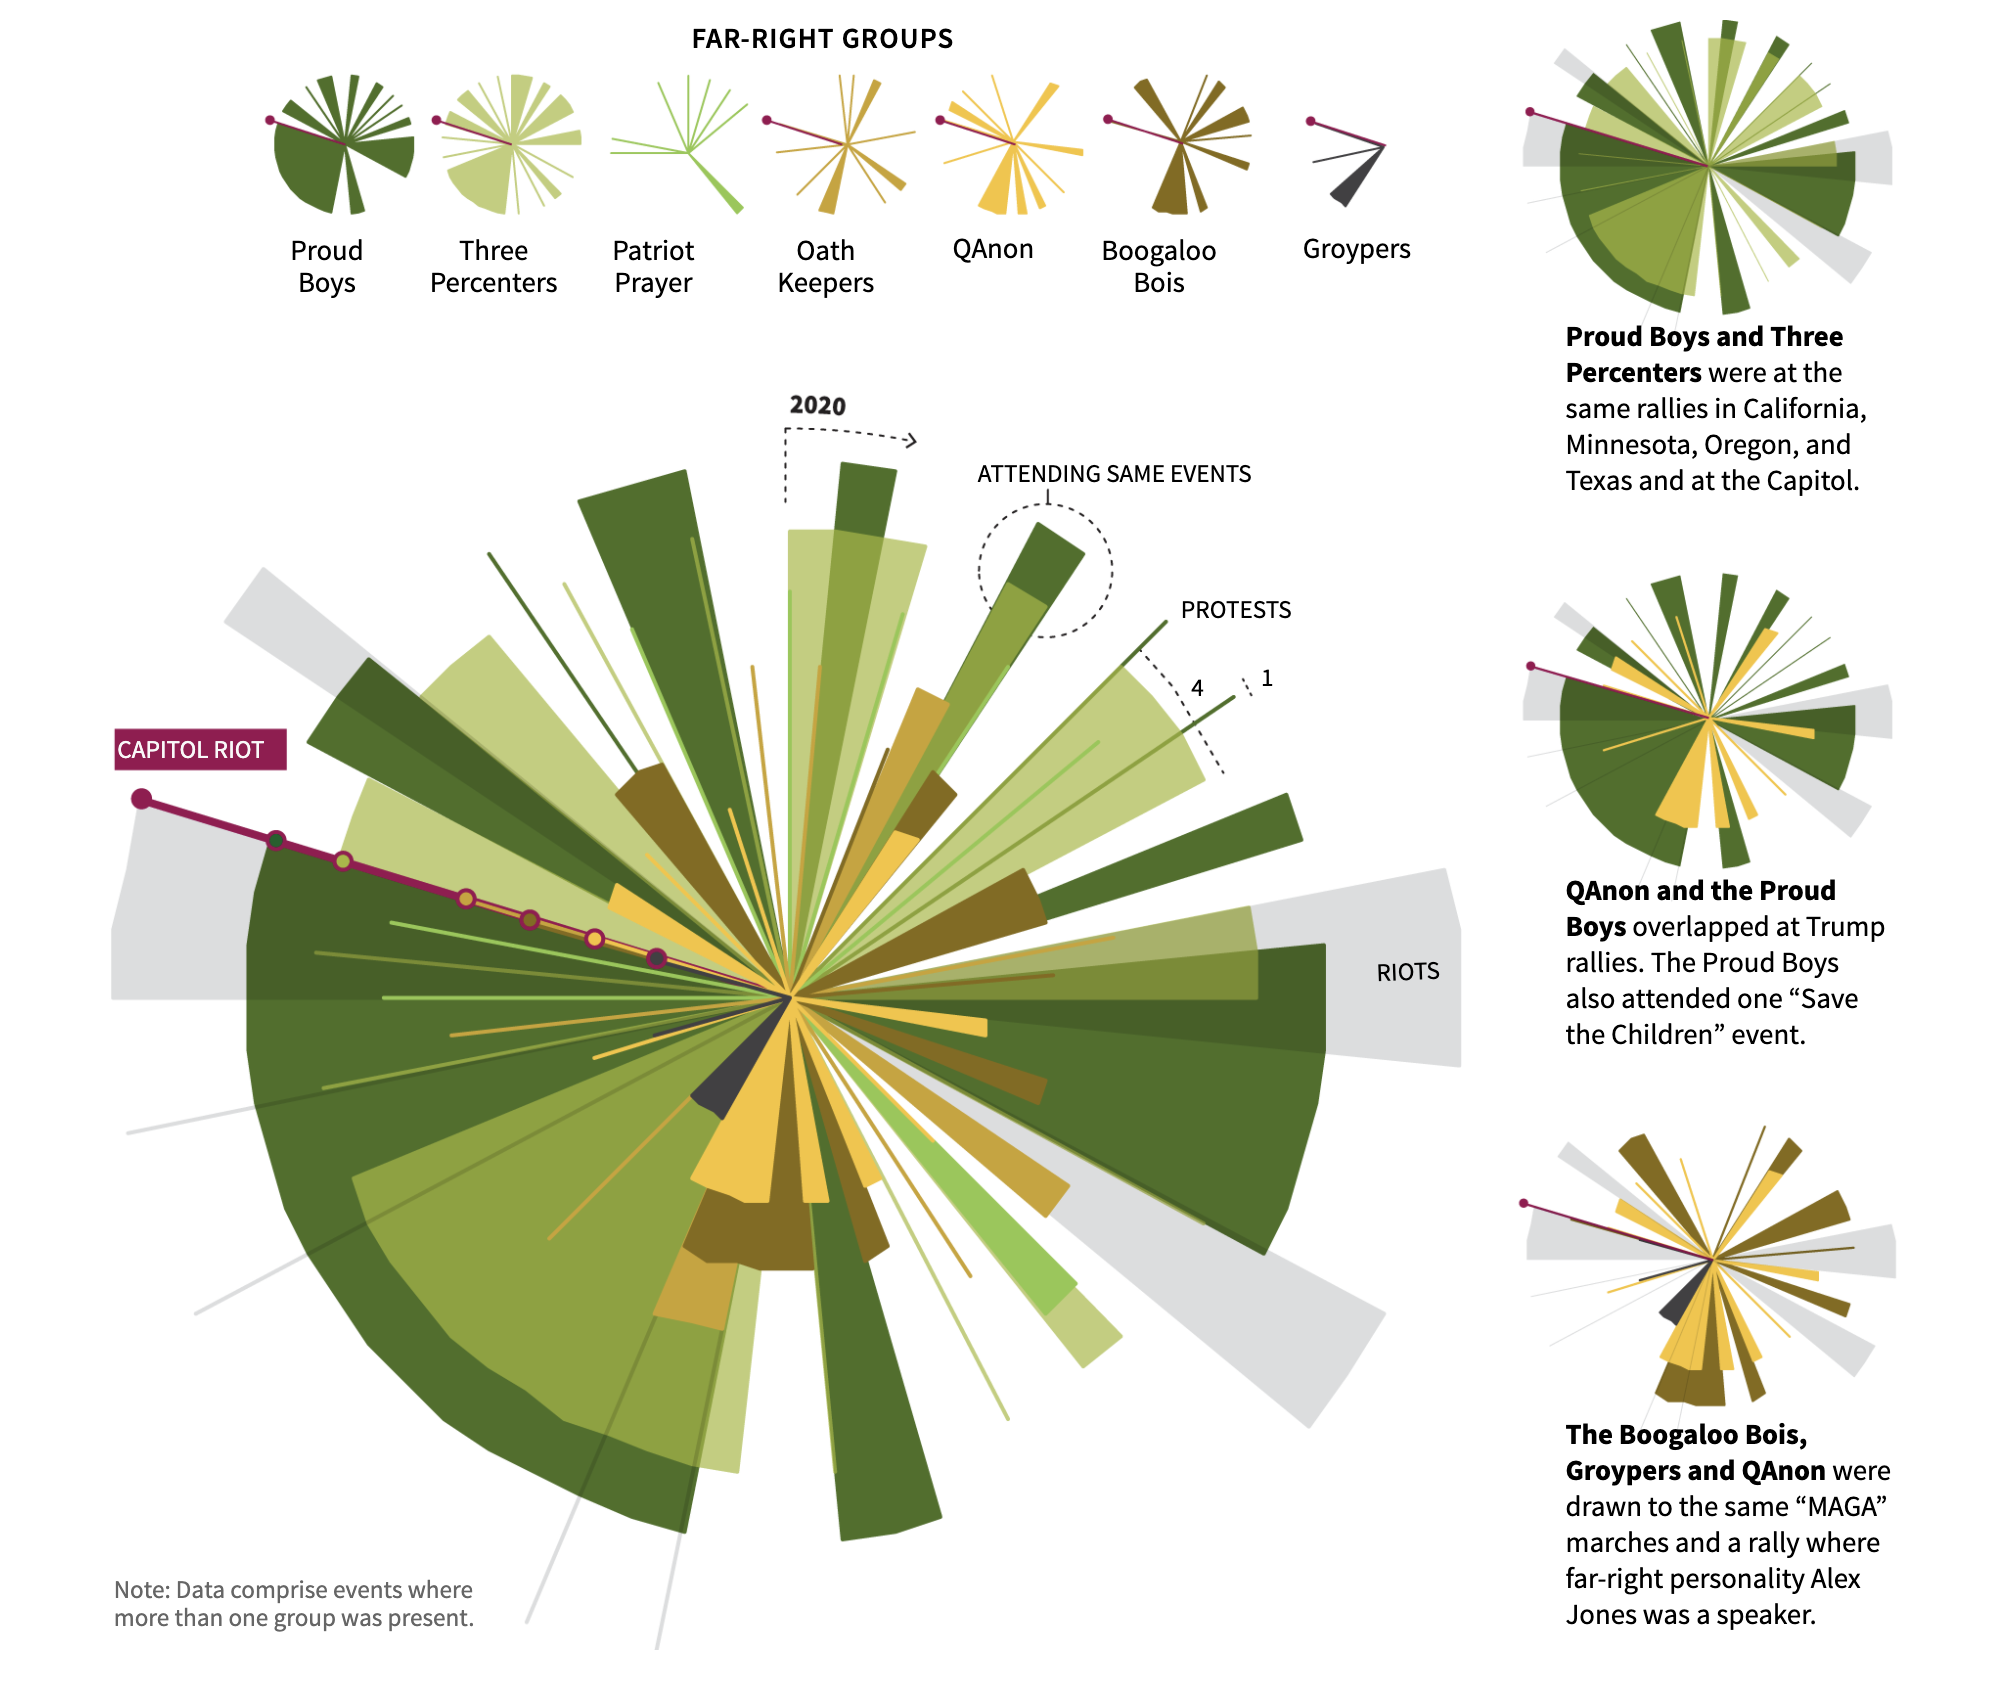 FAR-RIGHT GROUPS
Proud
Boys
Three
Percenters
Patriot
Prayer
Oath
Keepers
QAnon
Boogaloo
Bois
Groypers
2020
ATTENDING SAME EVENTS
PROTESTS
4
1
CAPITOL RIOT
RIOTS
Note: Data comprise events where
more than one group was present.
Proud Boys and Three
Percenters were at the
same rallies in California,
Minnesota, Oregon, and
Texas and at the Capitol.
QAnon and the Proud
Boys overlapped at Trump
rallies. The Proud Boys
also attended one “Save
the Children” event.
The Boogaloo Bois,
Groypers and QAnon were
drawn to the same “MAGA”
marches and a rally where
far-right personality Alex
Jones was a speaker.